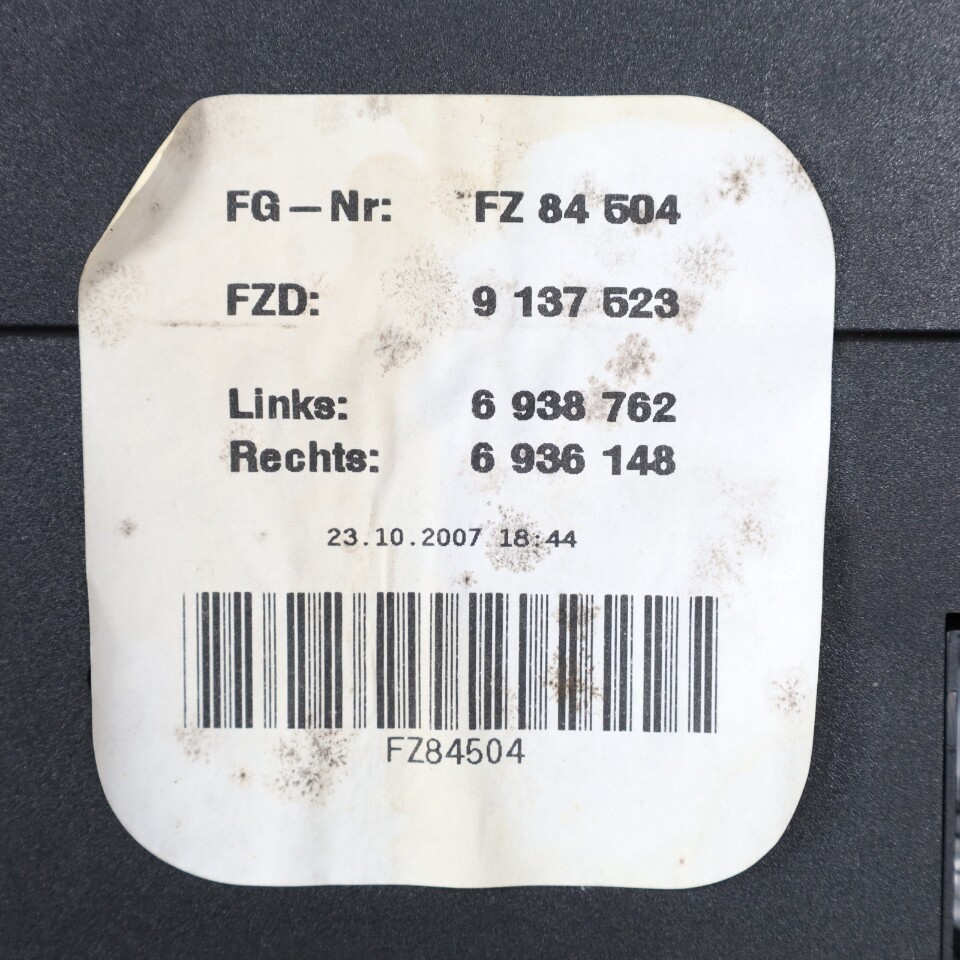 FG-Nr: FZ 84 504
FZD: 9 137 523
Links: 6 938 762
Rechts: 6 936 148
23.10.2007 18:44
FZ84504